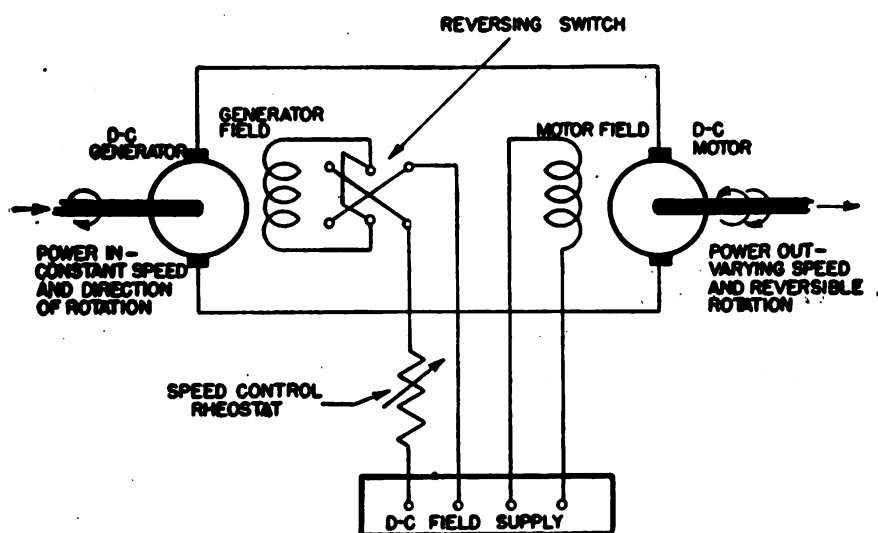 REVERSING SWITCH
GENERATOR
FIELD
D-C
GENERATOR
MOTOR FIELD
D-C
MOTOR
POWER IN-
CONSTANT SPEED
AND DIRECTION
OF ROTATION
POWER OUT-
VARYING SPEED
AND REVERSIBLE
ROTATION
SPEED CONTROL
RHEOSTAT
D-C FIELD SUPPLY